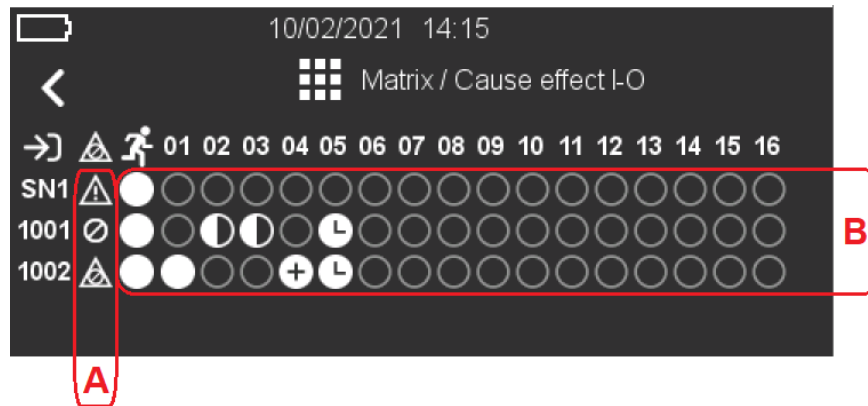 10/02/2021 14:15
Matrix / Cause effect I-O
01 02 03 04 05 06 07 08 09 10 11 12 13 14 15 16
SN1
1001
1002
B
A